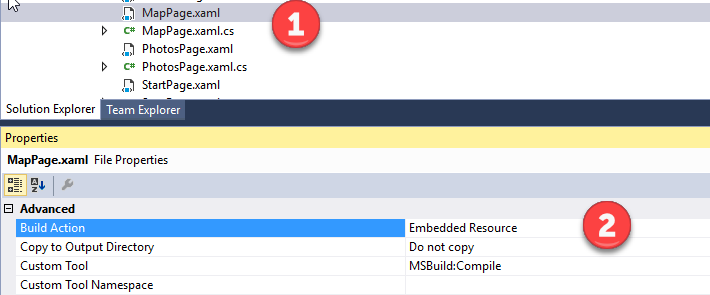 MapPage.xaml
1
MapPage.xaml.cs
PhotosPage.xaml
PhotosPage.xaml.cs
StartPage.xaml
Solution Explorer Team Explorer
Properties
MapPage.xaml File Properties
Advanced
2
Build Action Embedded Resource
Copy to Output Directory Do not copy
Custom Tool MSBuild:Compile
Custom Tool Namespace